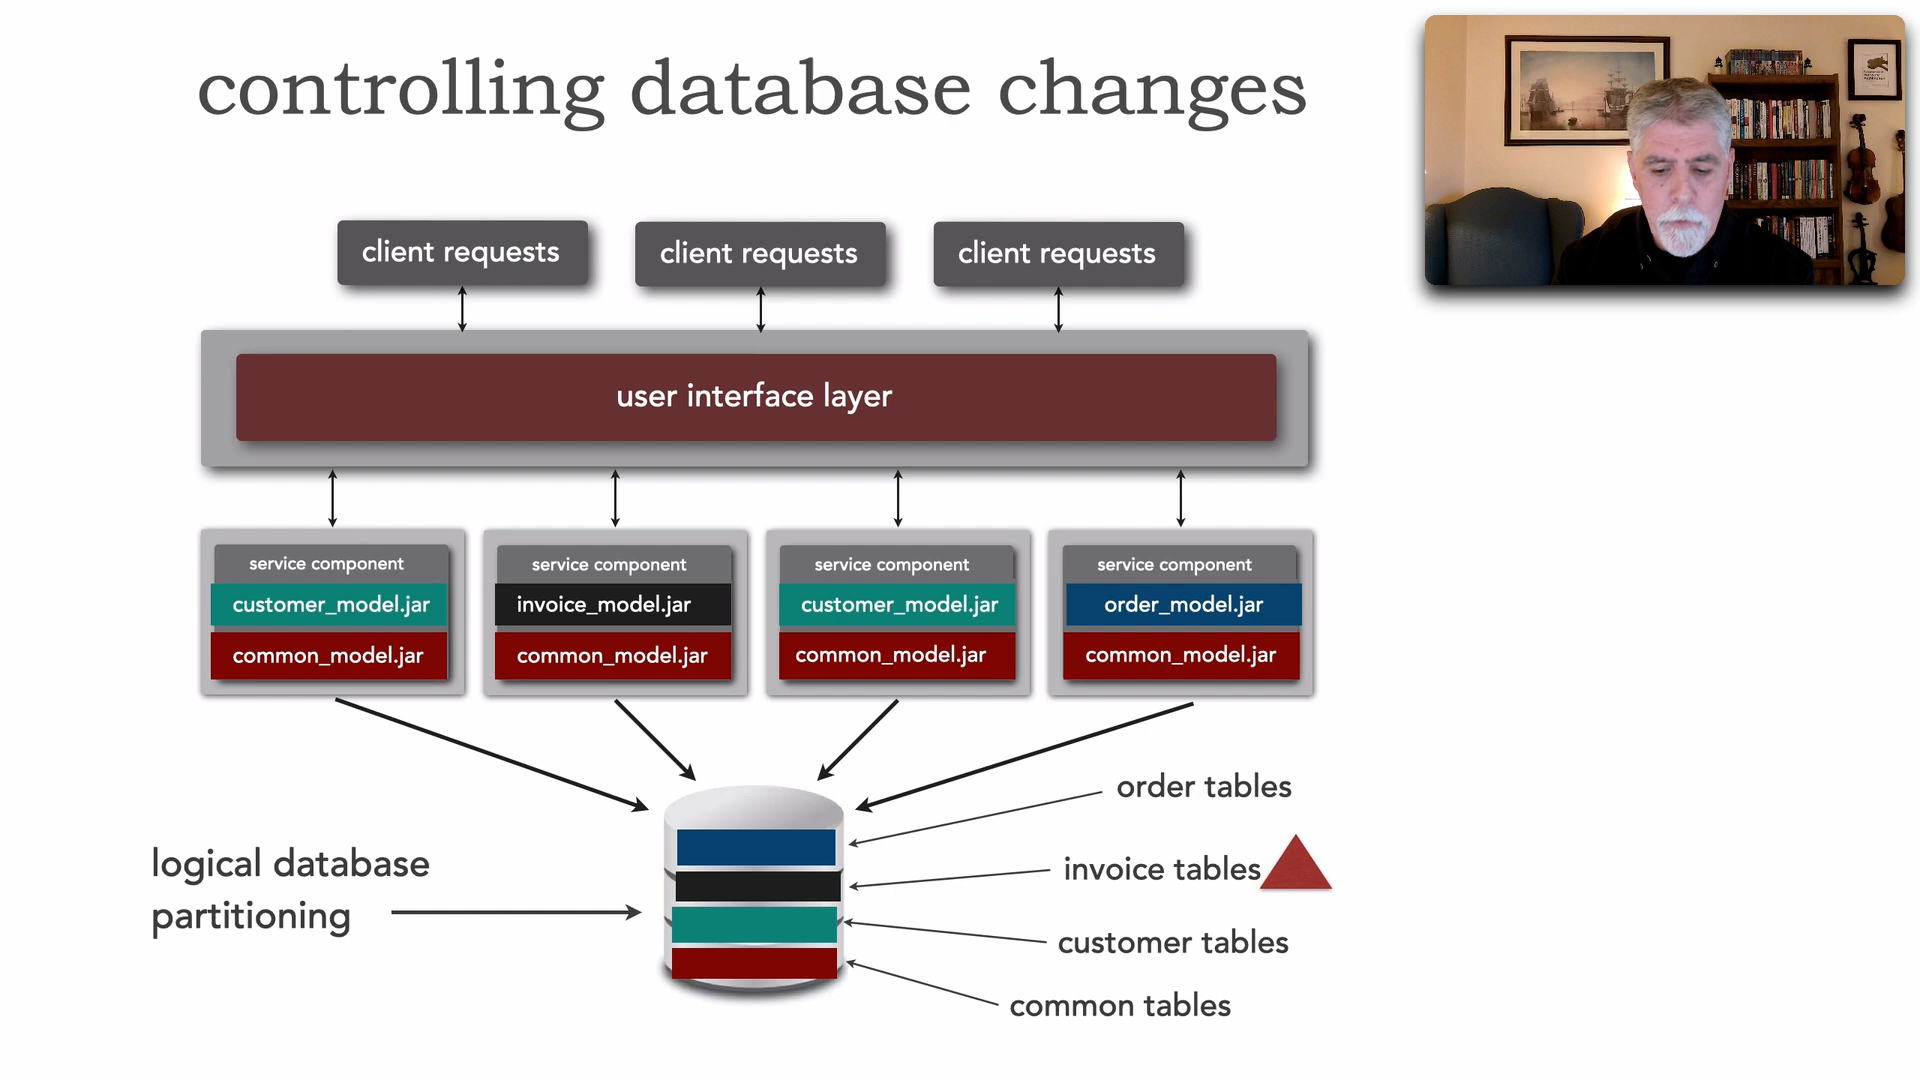 controlling database changes
client requests
client requests
client requests
user interface layer
service component
customer_model.jar
common_model.jar
service component
invoice_model.jar
common_model.jar
service component
customer_model.jar
common_model.jar
service component
order_model.jar
common_model.jar
logical database
partitioning
order tables
invoice tables
customer tables
common tables